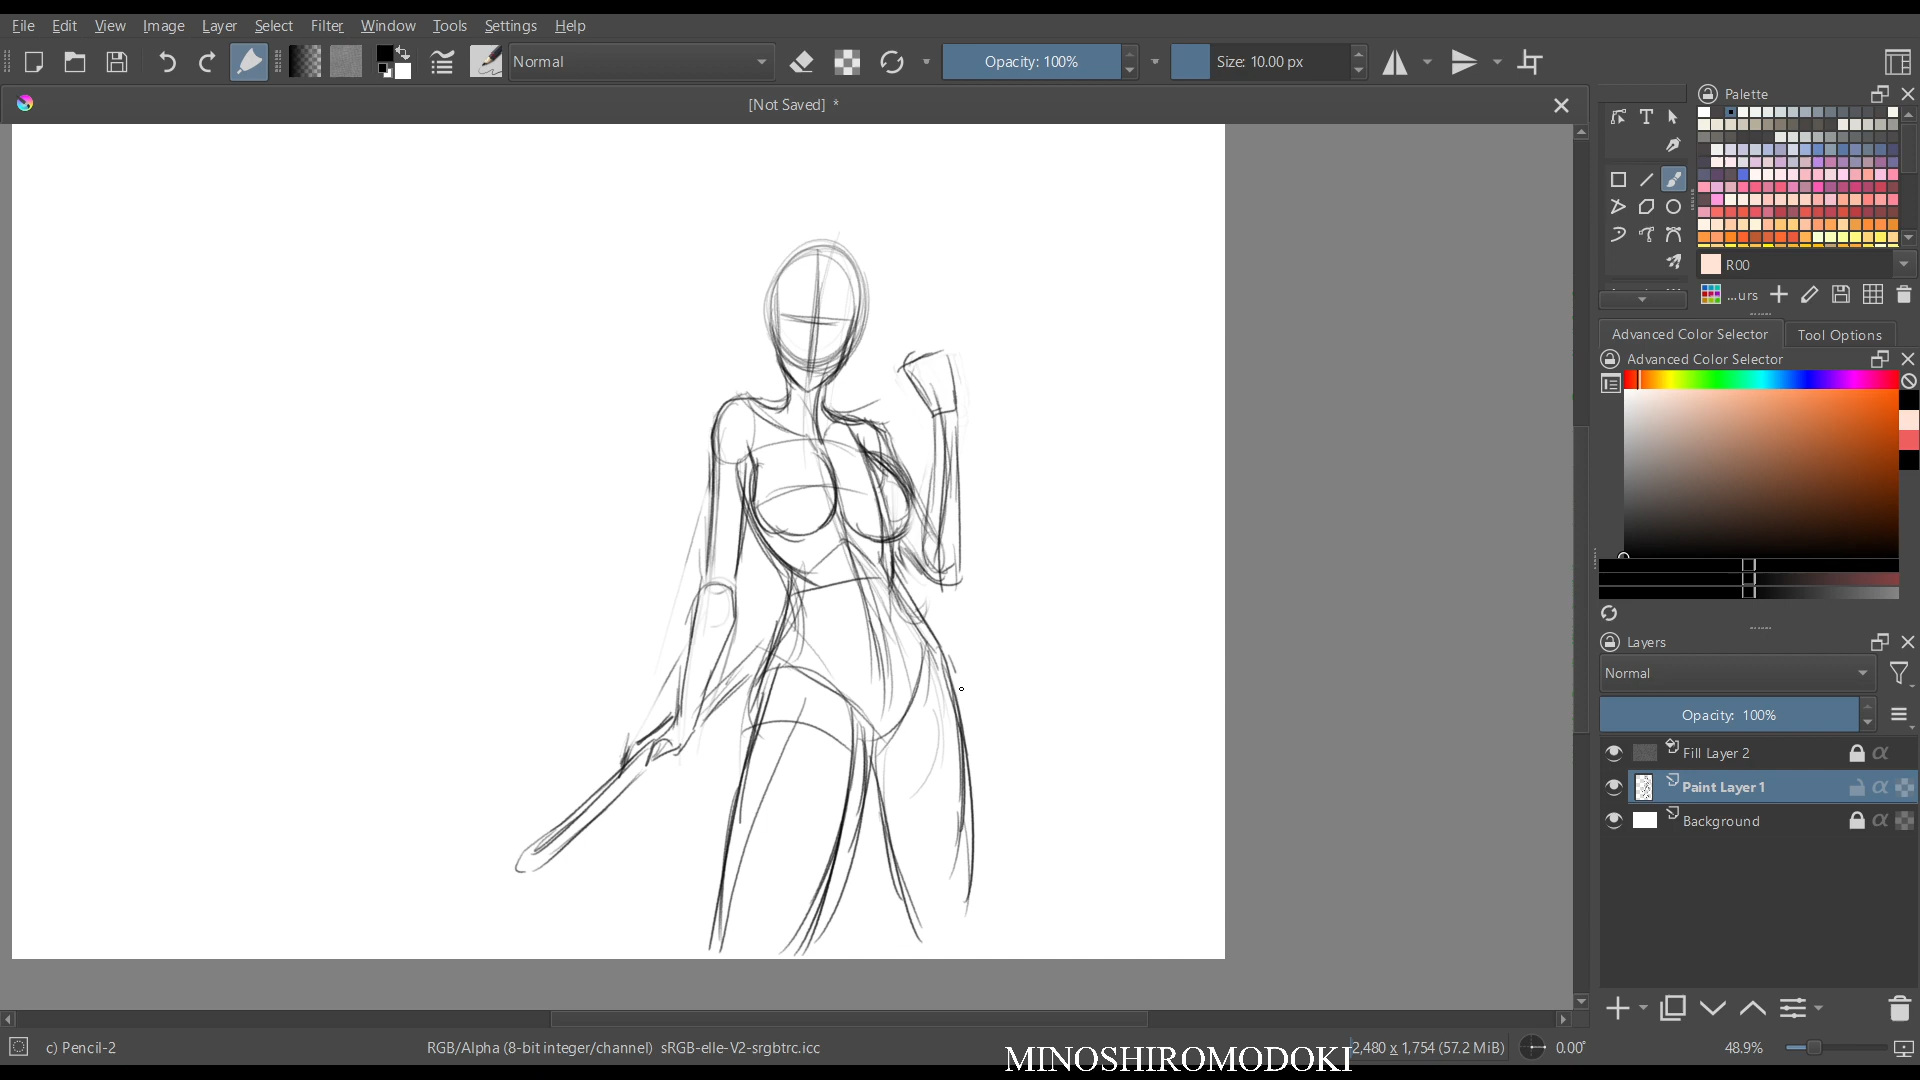 File Edit View Image Layer Select Filter Window Tools Settings Help
Normal Opacity: 100% Size: 10.00 px
[Not Saved] *
Palette
R00
...urs
Advanced Color Selector Tool Options
Advanced Color Selector
Layers
Normal
Opacity: 100%
Fill Layer 2
Paint Layer 1
Background
c) Pencil-2 RGB/Alpha (8-bit integer/channel) sRGB-elle-V2-srgbtrc.icc 2,480 x 1,754 (57.2 MiB) 0.00° 48.9%
MINOSHIROMODOKI